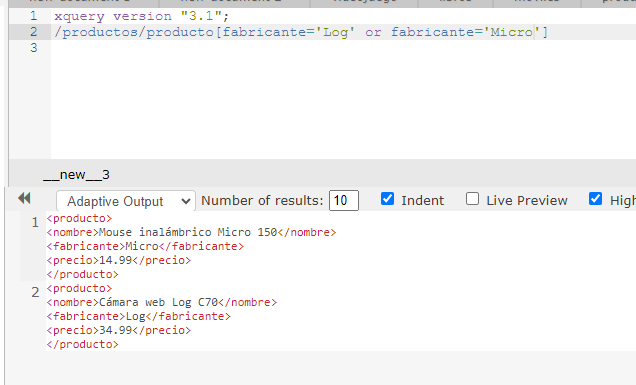 1 xquery version "3.1";
2 /productos/producto[fabricante='Log' or fabricante='Micro']
3
__new__3
Adaptive Output Number of results: 10 Indent Live Preview High
1 <producto>
<nombre>Mouse inalámbrico Micro 150</nombre>
<fabricante>Micro</fabricante>
<precio>14.99</precio>
</producto>
2 <producto>
<nombre>Cámara web Log C70</nombre>
<fabricante>Log</fabricante>
<precio>34.99</precio>
</producto>